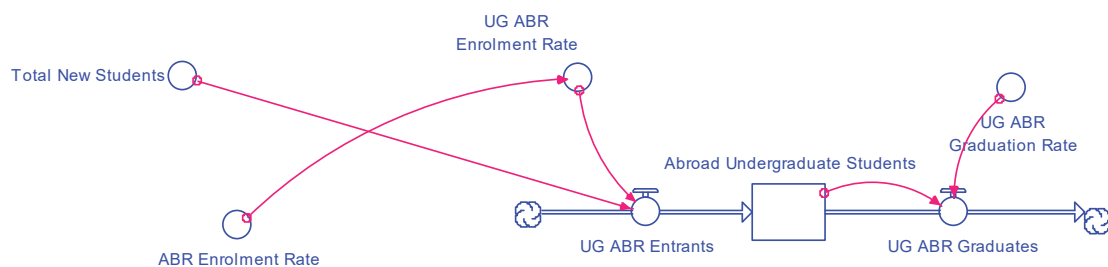 UG ABR
Enrolment Rate
Total New Students
UG ABR
Graduation Rate
Abroad Undergraduate Students
UG ABR Entrants
UG ABR Graduates
ABR Enrolment Rate